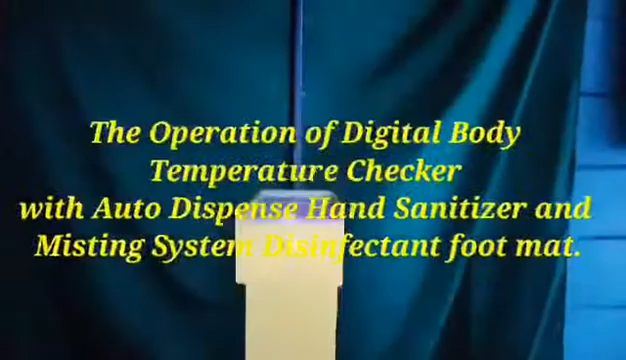 The Operation of Digital Body
Temperature Checker
with Auto Dispense Hand Sanitizer and
Misting System Disinfectant foot mat.